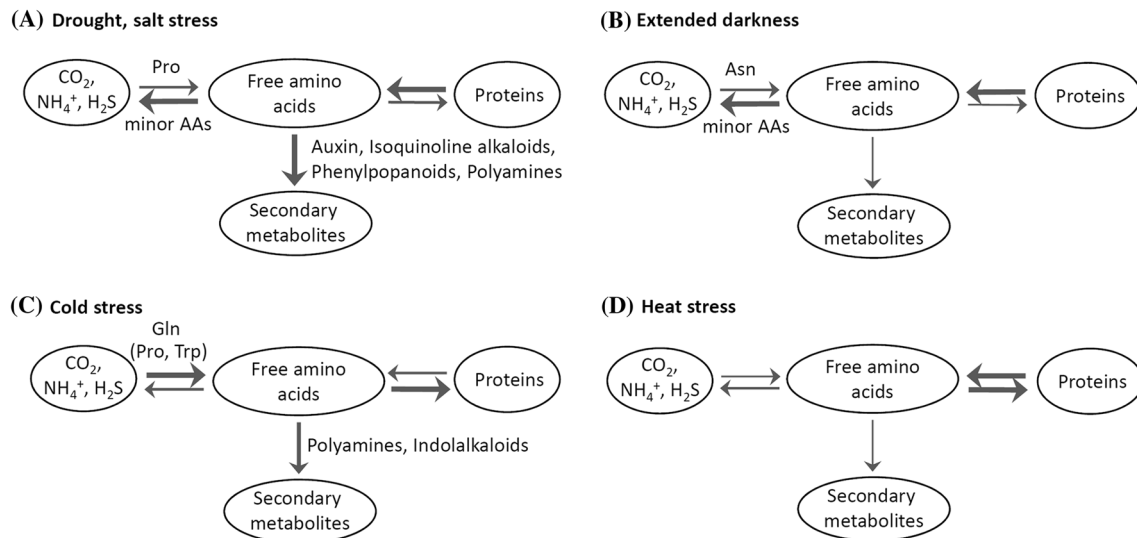 (A) Drought, salt stress
CO₂,
NH₄⁺, H₂S
Pro
minor AAs
Free amino
acids
Proteins
Auxin, Isoquinoline alkaloids,
Phenylpopanoids, Polyamines
Secondary
metabolites
(B) Extended darkness
CO₂,
NH₄⁺, H₂S
Asn
minor AAs
Free amino
acids
Proteins
Secondary
metabolites
(C) Cold stress
Gln
(Pro, Trp)
CO₂,
NH₄⁺, H₂S
Free amino
acids
Proteins
Polyamines, Indolalkaloids
Secondary
metabolites
(D) Heat stress
CO₂,
NH₄⁺, H₂S
Free amino
acids
Proteins
Secondary
metabolites